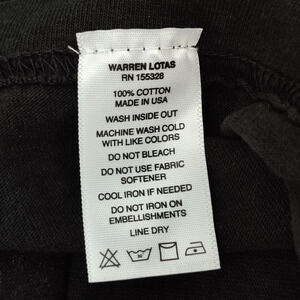 WARREN LOTAS
RN 155328
100% COTTON
MADE IN USA
WASH INSIDE OUT
MACHINE WASH COLD
WITH LIKE COLORS
DO NOT BLEACH
DO NOT USE FABRIC
SOFTENER
COOL IRON IF NEEDED
DO NOT IRON ON
EMBELLISHMENTS
LINE DRY